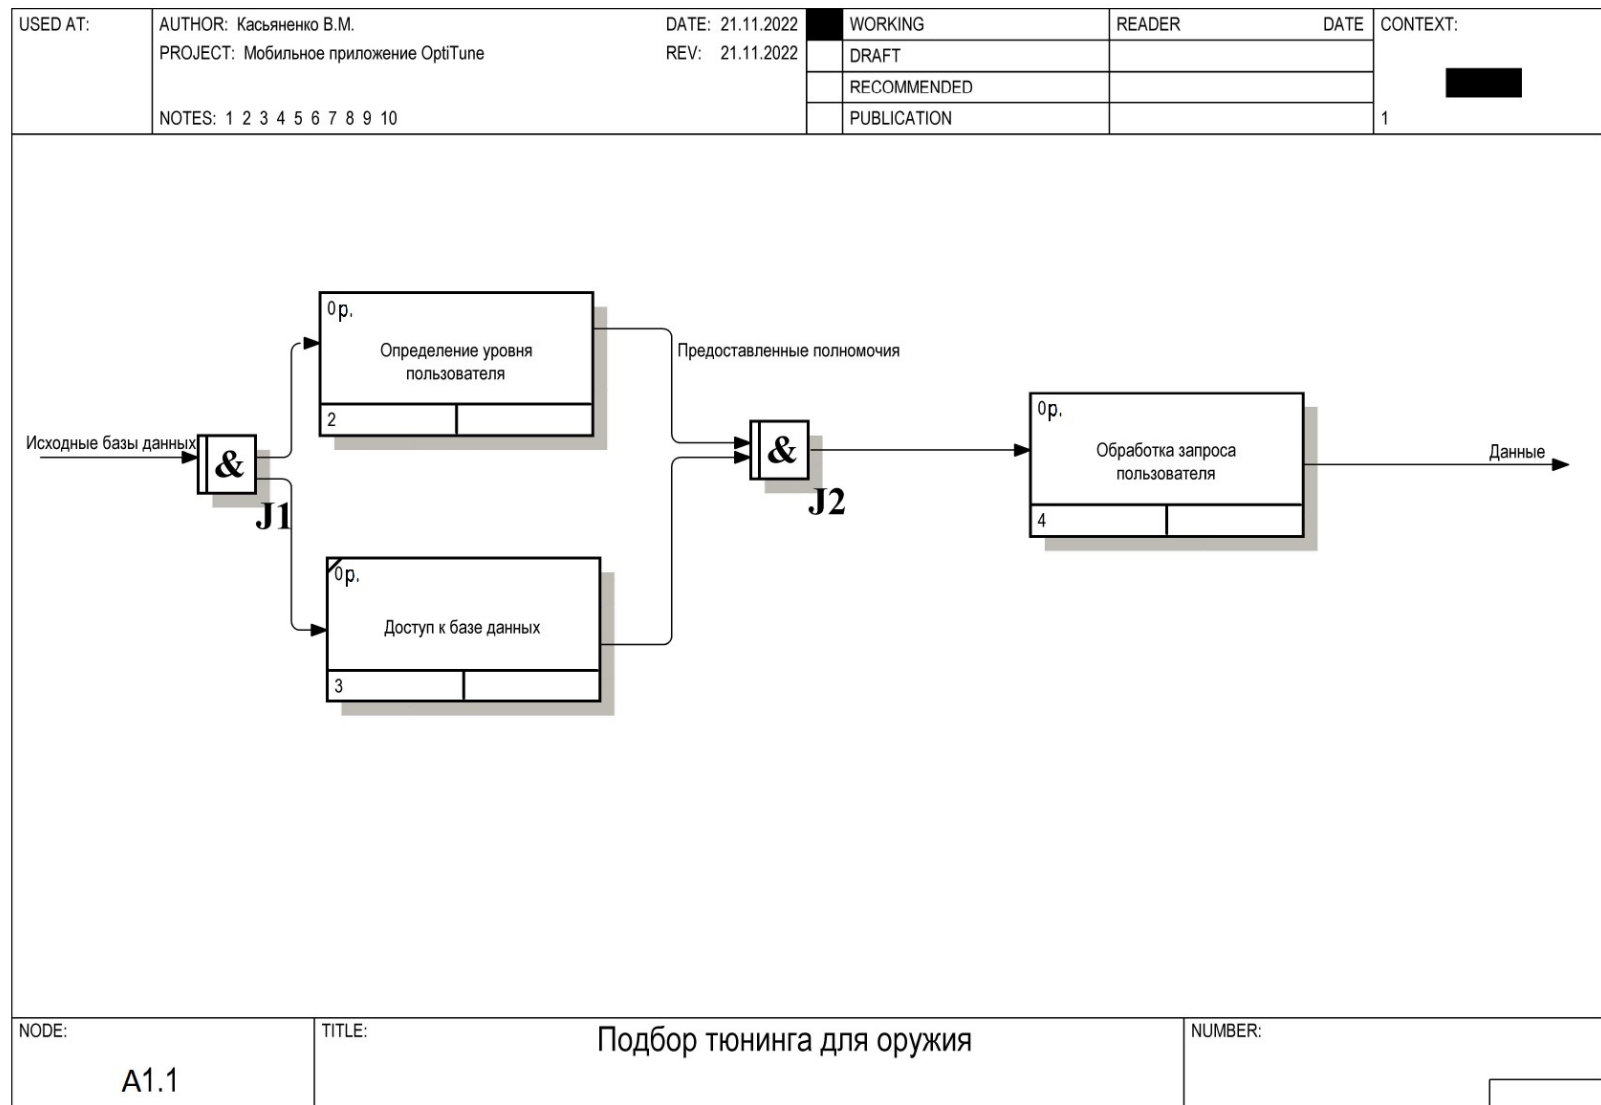 USED AT:
AUTHOR: Касьяненко В.М.
DATE: 21.11.2022
PROJECT: Мобильное приложение OptiTune
REV: 21.11.2022
NOTES: 1 2 3 4 5 6 7 8 9 10
WORKING
DRAFT
RECOMMENDED
PUBLICATION
READER
DATE
CONTEXT:
1
0р.
Определение уровня
пользователя
2
Предоставленные полномочия
Исходные базы данных
&
J1
&
J2
0р.
Обработка запроса
пользователя
4
Данные
0р.
Доступ к базе данных
3
NODE:
A1.1
TITLE:
Подбор тюнинга для оружия
NUMBER: